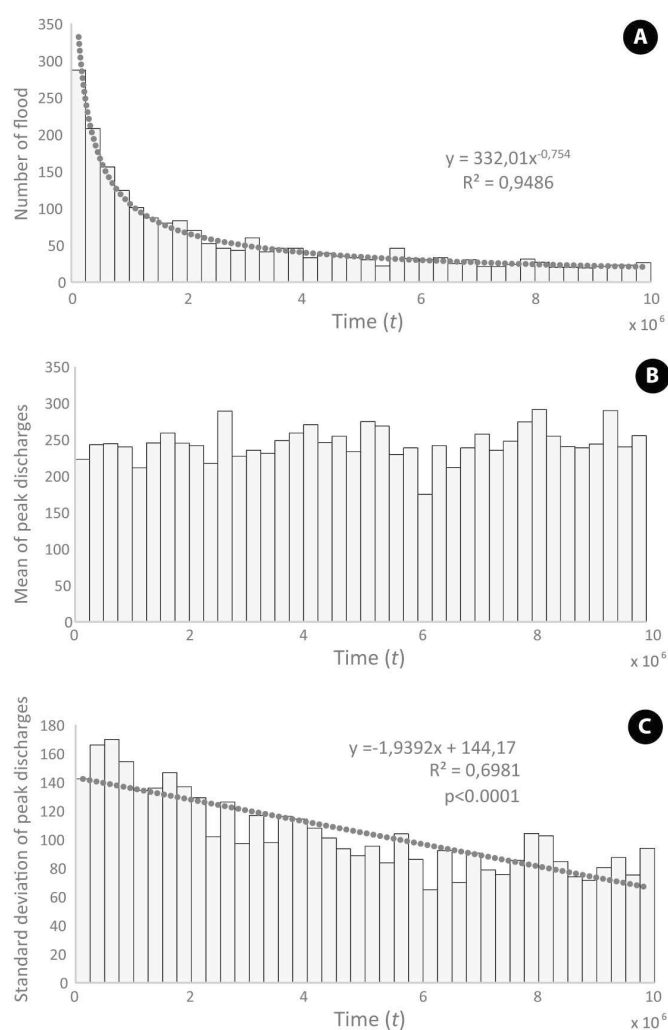 A
350
300
250
200
150
100
50
0
Number of flood
y = 332,01x^-0,754
R² = 0,9486
0 2 4 6 8 10
Time (t)
x 10⁶
B
350
300
250
200
150
100
50
0
Mean of peak discharges
0 2 4 6 8 10
Time (t)
x 10⁶
C
180
160
140
120
100
80
60
40
20
0
Standard deviation of peak discharges
y =-1,9392x + 144,17
R² = 0,6981
p<0.0001
0 2 4 6 8 10
Time (t)
x 10⁶